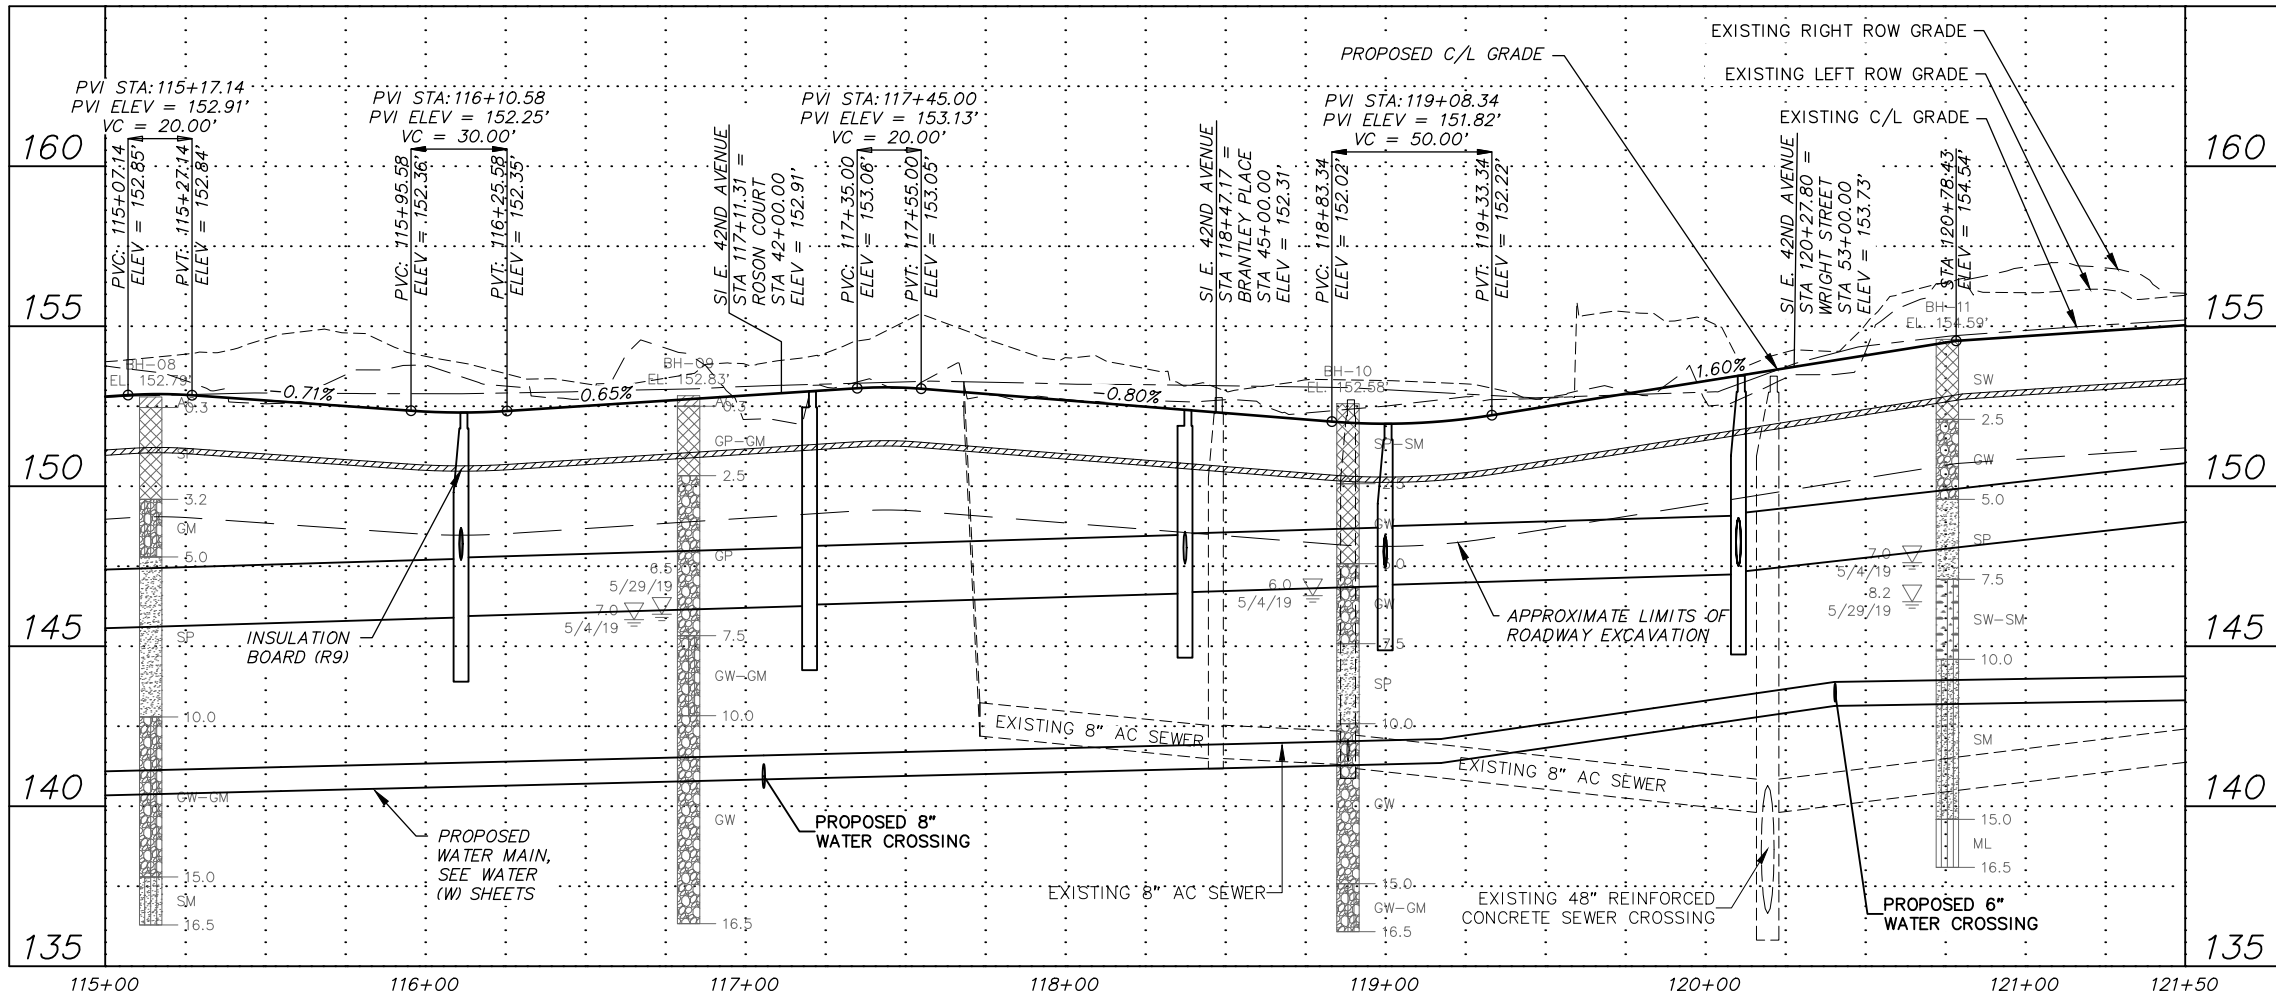 EXISTING RIGHT ROW GRADE
PROPOSED C/L GRADE
EXISTING LEFT ROW GRADE
EXISTING C/L GRADE
PVI STA:115+17.14
PVI ELEV = 152.91'
VC = 20.00'
PVI STA:116+10.58
PVI ELEV = 152.25'
VC = 30.00'
PVI STA:117+45.00
PVI ELEV = 153.13'
VC = 20.00'
PVI STA:119+08.34
PVI ELEV = 151.82'
VC = 50.00'
PVC: 115+07.14
ELEV = 152.85'
PVT: 115+27.14
ELEV = 152.84'
PVC: 115+95.58
ELEV = 152.36'
PVT: 116+25.58
ELEV = 152.35'
SI E. 42ND AVENUE
STA 117+11.31 =
ROSON COURT
STA 42+00.00
ELEV = 152.91'
PVC: 117+35.00
ELEV = 153.06'
PVT: 117+55.00
ELEV = 153.05'
SI E. 42ND AVENUE
STA 118+47.17 =
BRANTLEY PLACE
STA 45+00.00
ELEV = 152.31'
PVC: 118+83.34
ELEV = 152.02'
PVT: 119+33.34
ELEV = 152.22'
SI E. 42ND AVENUE
STA 120+27.80 =
WRIGHT STREET
STA 53+00.00
ELEV = 153.73'
STA 120+78.43
ELEV = 154.54'
160
155
150
145
140
135
160
155
150
145
140
135
BH-08
EL. 152.79'
0.3
SP
3.2
GM
5.0
SP
10.0
GW-GM
15.0
SM
16.5
-0.71%
0.65%
-0.80%
1.60%
BH-09
EL. 152.83'
0.3
GP-GM
2.5
GP
6.5
5/29/19
7.0
5/4/19
7.5
GW-GM
10.0
GW
16.5
BH-10
EL. 152.58'
SP-SM
2.5
GW
5.0
6.0
5/4/19
GW
7.5
SP
10.0
GW
15.0
GW-GM
16.5
BH-11
EL. 154.59'
SW
2.5
GW
5.0
SP
7.0
5/4/19
7.5
8.2
5/29/19
SW-SM
10.0
SM
15.0
ML
16.5
INSULATION
BOARD (R9)
APPROXIMATE LIMITS OF
ROADWAY EXCAVATION
EXISTING 8" AC SEWER
EXISTING 8" AC SEWER
PROPOSED
WATER MAIN,
SEE WATER
(W) SHEETS
PROPOSED 8"
WATER CROSSING
EXISTING 8" AC SEWER
EXISTING 48" REINFORCED
CONCRETE SEWER CROSSING
PROPOSED 6"
WATER CROSSING
115+00
116+00
117+00
118+00
119+00
120+00
121+00
121+50